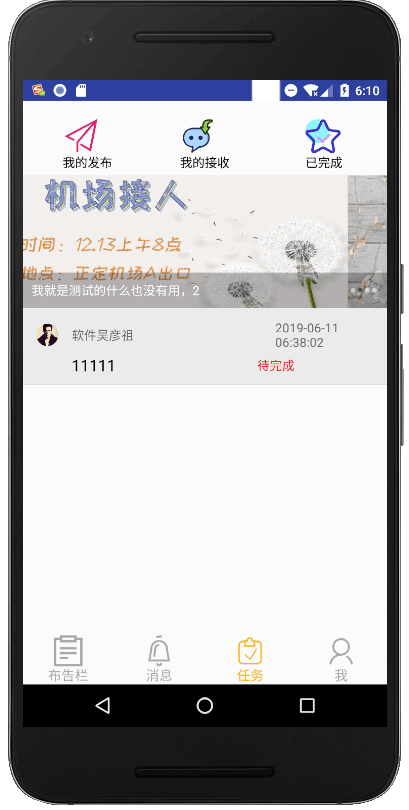 6:10
我的发布
我的接收
已完成
机场接人
时间：12.13上午8点
地点：正定机场A出口
我就是测试的什么也没有用，2
软件吴彦祖
2019-06-11
06:38:02
11111
待完成
布告栏
消息
任务
我